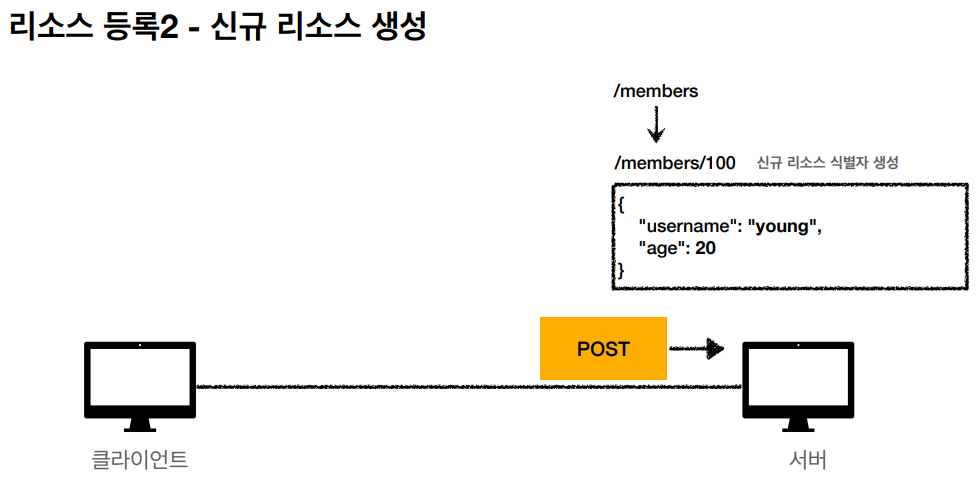 리소스 등록2 - 신규 리소스 생성
/members
/members/100 신규 리소스 식별자 생성
{
"username": "young",
"age": 20
}
POST
클라이언트
서버